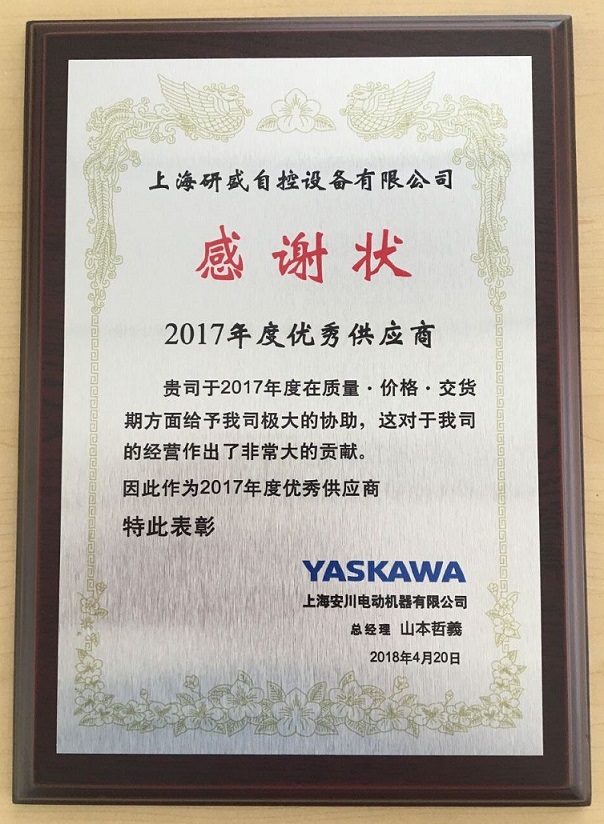 上海研盛自控设备有限公司
感谢状
2017年度优秀供应商
贵司于2017年度在质量·价格·交货
期方面给予我司极大的协助，这对于我司
的经营作出了非常大的贡献。
因此作为2017年度优秀供应商
特此表彰
YASKAWA
上海安川电动机器有限公司
总经理 山本哲義
2018年4月20日